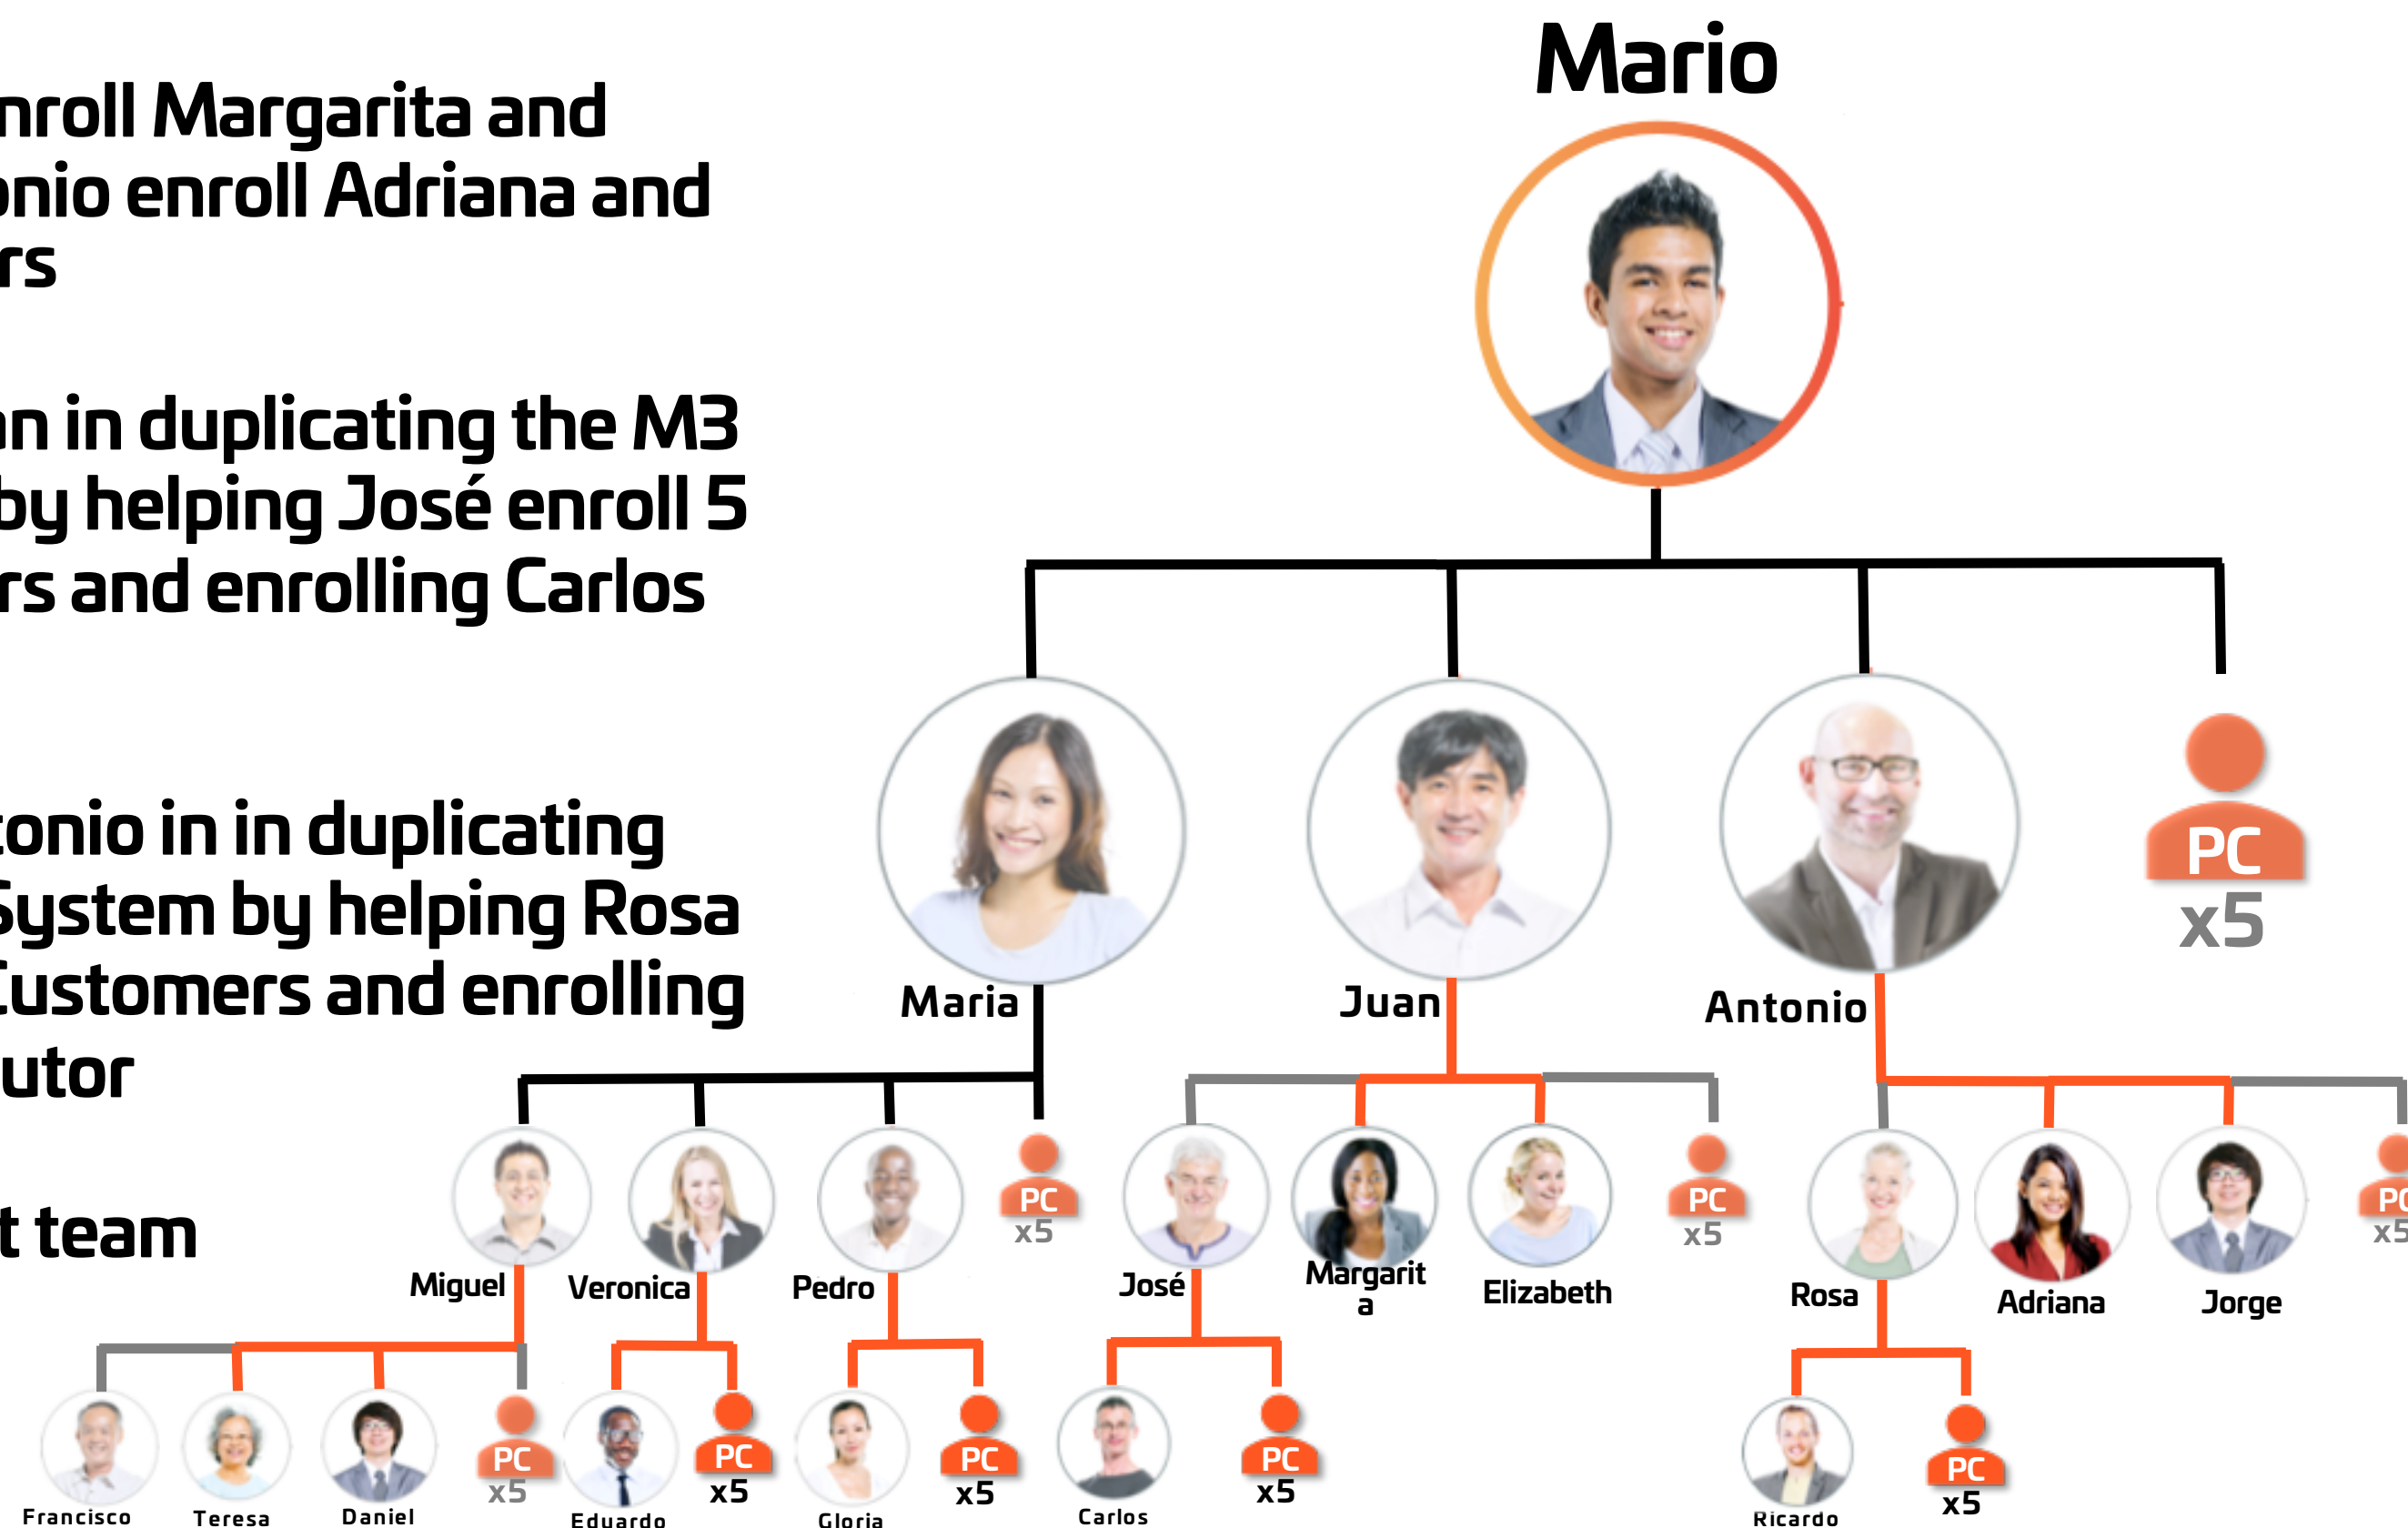 Mario
nroll Margarita and
onio enroll Adriana and
rs
an in duplicating the M3
by helping José enroll 5
rs and enrolling Carlos
tonio in in duplicating
System by helping Rosa
Customers and enrolling
utor
t team
PC
x5
Maria
Juan
Antonio
PC
x5
PC
x5
PC
x5
Miguel
Veronica
Pedro
José
Margarit
a
Elizabeth
Rosa
Adriana
Jorge
PC
x5
PC
x5
PC
x5
PC
x5
PC
x5
Francisco
Teresa
Daniel
Eduardo
Gloria
Carlos
Ricardo